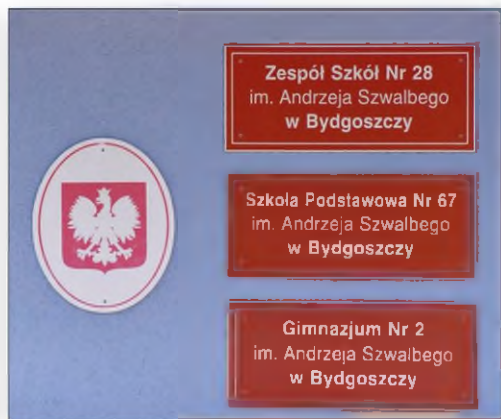 Zespół Szkół Nr 28
im. Andrzeja Szwalbego
w Bydgoszczy
Szkoła Podstawowa Nr 67
im. Andrzeja Szwalbego
w Bydgoszczy
Gimnazjum Nr 2
im. Andrzeja Szwalbego
w Bydgoszczy